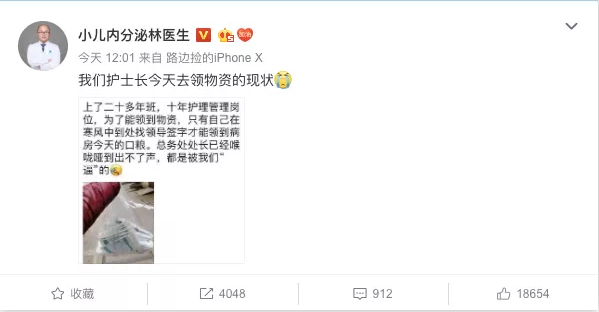 小儿内分泌林医生
今天 12:01 来自 路边捡的iPhone X
我们护士长今天去领物资的现状
上了二十多年班，十年护理管理岗
位，为了能领到物资，只有自己在
寒风中到处找领导签字才能领到病
房今天的口粮。总务处处长已经喉
咙哑到出不了声，都是被我们“
逼”的
收藏
4048
912
18654